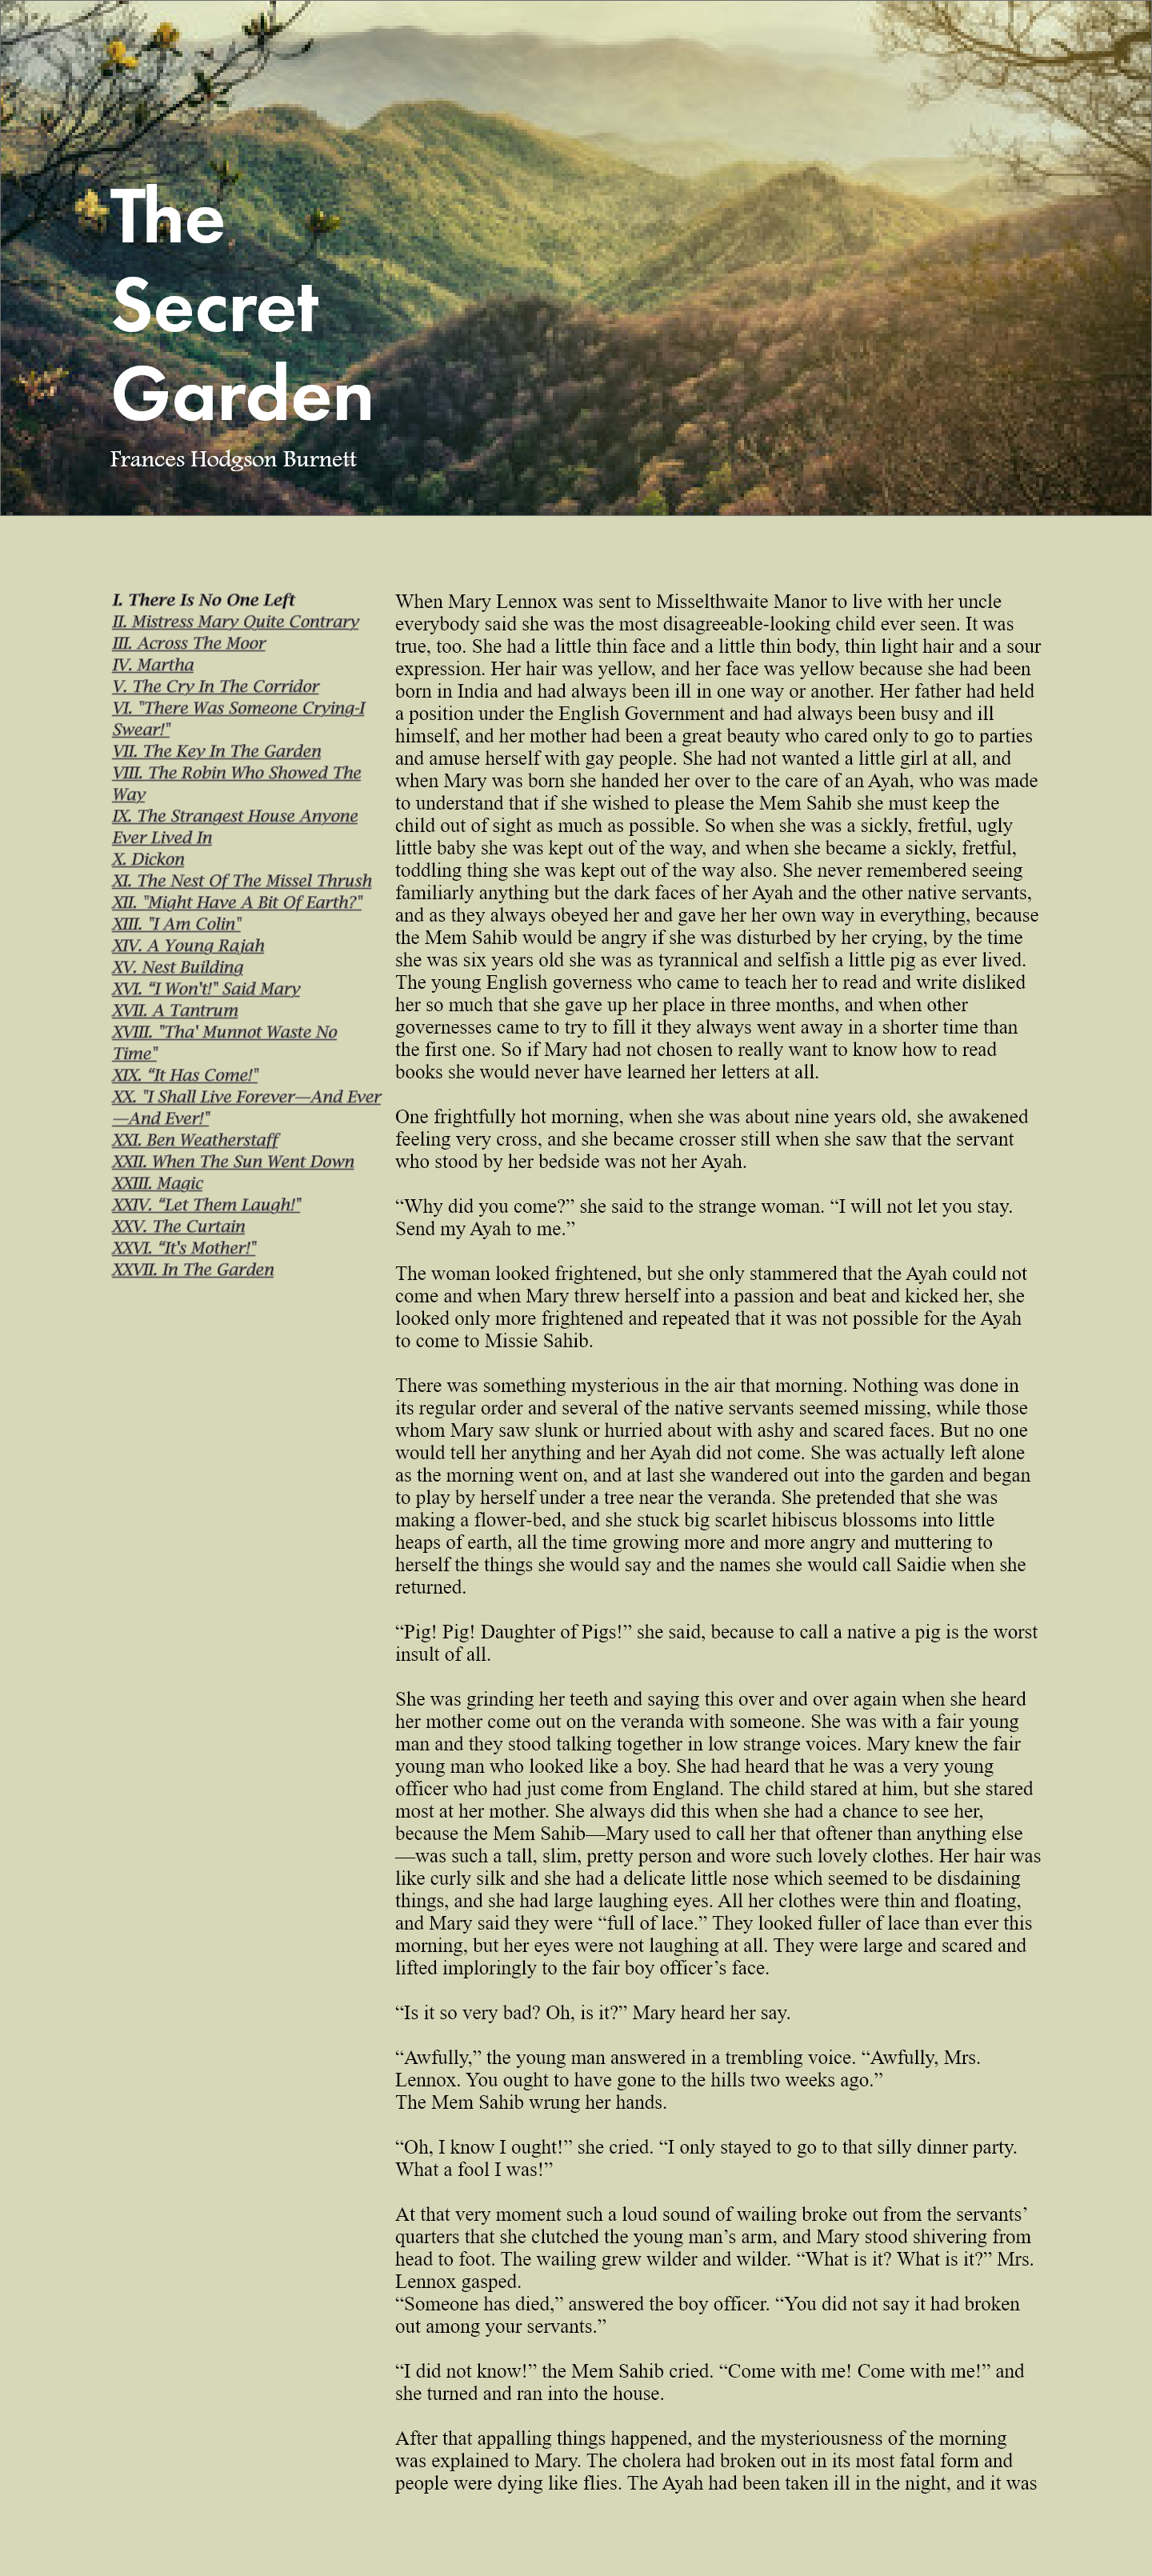 The
Secret
Garden
Frances Hodgson Burnett
I. There Is No One Left
II. Mistress Mary Quite Contrary
III. Across The Moor
IV. Martha
V. The Cry In The Corridor
VI. "There Was Someone Crying-I
Swear!"
VII. The Key In The Garden
VIII. The Robin Who Showed The
Way
IX. The Strangest House Anyone
Ever Lived In
X. Dickon
XI. The Nest Of The Missel Thrush
XII. "Might Have A Bit Of Earth?"
XIII. "I Am Colin"
XIV. A Young Rajah
XV. Nest Building
XVI. “I Won't!" Said Mary
XVII. A Tantrum
XVIII. "Tha' Munnot Waste No
Time"
XIX. “It Has Come!"
XX. "I Shall Live Forever—And Ever
—And Ever!"
XXI. Ben Weatherstaff
XXII. When The Sun Went Down
XXIII. Magic
XXIV. “Let Them Laugh!"
XXV. The Curtain
XXVI. “It's Mother!"
XXVII. In The Garden
When Mary Lennox was sent to Misselthwaite Manor to live with her uncle
everybody said she was the most disagreeable-looking child ever seen. It was
true, too. She had a little thin face and a little thin body, thin light hair and a sour
expression. Her hair was yellow, and her face was yellow because she had been
born in India and had always been ill in one way or another. Her father had held
a position under the English Government and had always been busy and ill
himself, and her mother had been a great beauty who cared only to go to parties
and amuse herself with gay people. She had not wanted a little girl at all, and
when Mary was born she handed her over to the care of an Ayah, who was made
to understand that if she wished to please the Mem Sahib she must keep the
child out of sight as much as possible. So when she was a sickly, fretful, ugly
little baby she was kept out of the way, and when she became a sickly, fretful,
toddling thing she was kept out of the way also. She never remembered seeing
familiarly anything but the dark faces of her Ayah and the other native servants,
and as they always obeyed her and gave her her own way in everything, because
the Mem Sahib would be angry if she was disturbed by her crying, by the time
she was six years old she was as tyrannical and selfish a little pig as ever lived.
The young English governess who came to teach her to read and write disliked
her so much that she gave up her place in three months, and when other
governesses came to try to fill it they always went away in a shorter time than
the first one. So if Mary had not chosen to really want to know how to read
books she would never have learned her letters at all.
One frightfully hot morning, when she was about nine years old, she awakened
feeling very cross, and she became crosser still when she saw that the servant
who stood by her bedside was not her Ayah.
“Why did you come?” she said to the strange woman. “I will not let you stay.
Send my Ayah to me.”
The woman looked frightened, but she only stammered that the Ayah could not
come and when Mary threw herself into a passion and beat and kicked her, she
looked only more frightened and repeated that it was not possible for the Ayah
to come to Missie Sahib.
There was something mysterious in the air that morning. Nothing was done in
its regular order and several of the native servants seemed missing, while those
whom Mary saw slunk or hurried about with ashy and scared faces. But no one
would tell her anything and her Ayah did not come. She was actually left alone
as the morning went on, and at last she wandered out into the garden and began
to play by herself under a tree near the veranda. She pretended that she was
making a flower-bed, and she stuck big scarlet hibiscus blossoms into little
heaps of earth, all the time growing more and more angry and muttering to
herself the things she would say and the names she would call Saidie when she
returned.
“Pig! Pig! Daughter of Pigs!” she said, because to call a native a pig is the worst
insult of all.
She was grinding her teeth and saying this over and over again when she heard
her mother come out on the veranda with someone. She was with a fair young
man and they stood talking together in low strange voices. Mary knew the fair
young man who looked like a boy. She had heard that he was a very young
officer who had just come from England. The child stared at him, but she stared
most at her mother. She always did this when she had a chance to see her,
because the Mem Sahib—Mary used to call her that oftener than anything else
—was such a tall, slim, pretty person and wore such lovely clothes. Her hair was
like curly silk and she had a delicate little nose which seemed to be disdaining
things, and she had large laughing eyes. All her clothes were thin and floating,
and Mary said they were “full of lace.” They looked fuller of lace than ever this
morning, but her eyes were not laughing at all. They were large and scared and
lifted imploringly to the fair boy officer’s face.
“Is it so very bad? Oh, is it?” Mary heard her say.
“Awfully,” the young man answered in a trembling voice. “Awfully, Mrs.
Lennox. You ought to have gone to the hills two weeks ago.”
The Mem Sahib wrung her hands.
“Oh, I know I ought!” she cried. “I only stayed to go to that silly dinner party.
What a fool I was!”
At that very moment such a loud sound of wailing broke out from the servants’
quarters that she clutched the young man’s arm, and Mary stood shivering from
head to foot. The wailing grew wilder and wilder. “What is it? What is it?” Mrs.
Lennox gasped.
“Someone has died,” answered the boy officer. “You did not say it had broken
out among your servants.”
“I did not know!” the Mem Sahib cried. “Come with me! Come with me!” and
she turned and ran into the house.
After that appalling things happened, and the mysteriousness of the morning
was explained to Mary. The cholera had broken out in its most fatal form and
people were dying like flies. The Ayah had been taken ill in the night, and it was